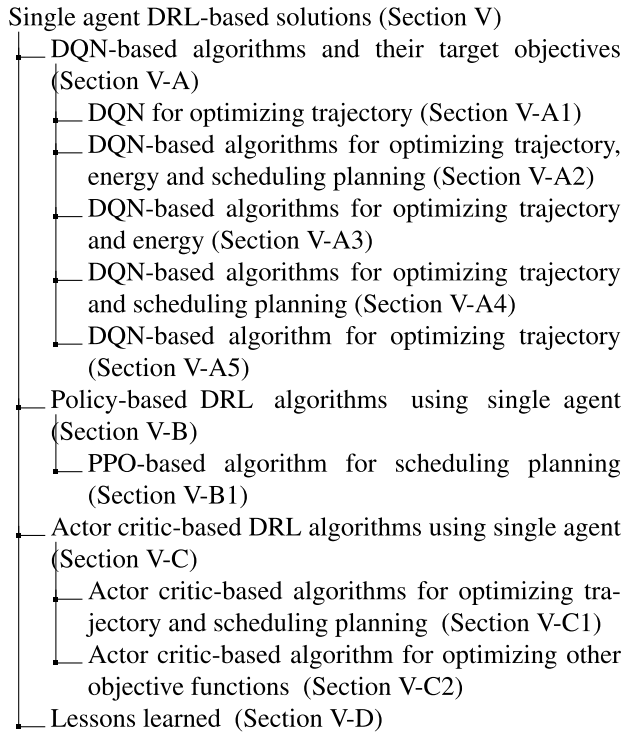 Single agent DRL-based solutions (Section V)
DQN-based algorithms and their target objectives
(Section V-A)
DQN for optimizing trajectory (Section V-A1)
DQN-based algorithms for optimizing trajectory,
energy and scheduling planning (Section V-A2)
DQN-based algorithms for optimizing trajectory
and energy (Section V-A3)
DQN-based algorithms for optimizing trajectory
and scheduling planning (Section V-A4)
DQN-based algorithm for optimizing trajectory
(Section V-A5)
Policy-based DRL algorithms using single agent
(Section V-B)
PPO-based algorithm for scheduling planning
(Section V-B1)
Actor critic-based DRL algorithms using single agent
(Section V-C)
Actor critic-based algorithms for optimizing tra-
jectory and scheduling planning (Section V-C1)
Actor critic-based algorithm for optimizing other
objective functions (Section V-C2)
Lessons learned (Section V-D)